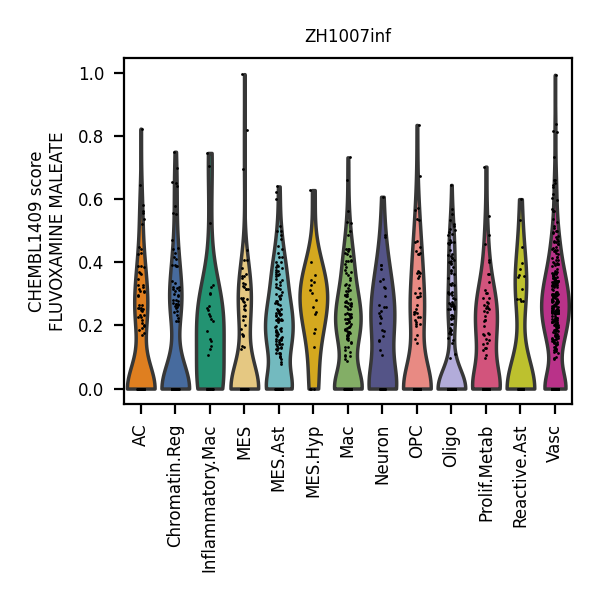 ZH1007inf
CHEMBL1409 score
FLUVOXAMINE MALEATE
1.0
0.8
0.6
0.4
0.2
0.0
AC
Chromatin.Reg
Inflammatory.Mac
MES
MES.Ast
MES.Hyp
Mac
Neuron
OPC
Oligo
Prolif.Metab
Reactive.Ast
Vasc